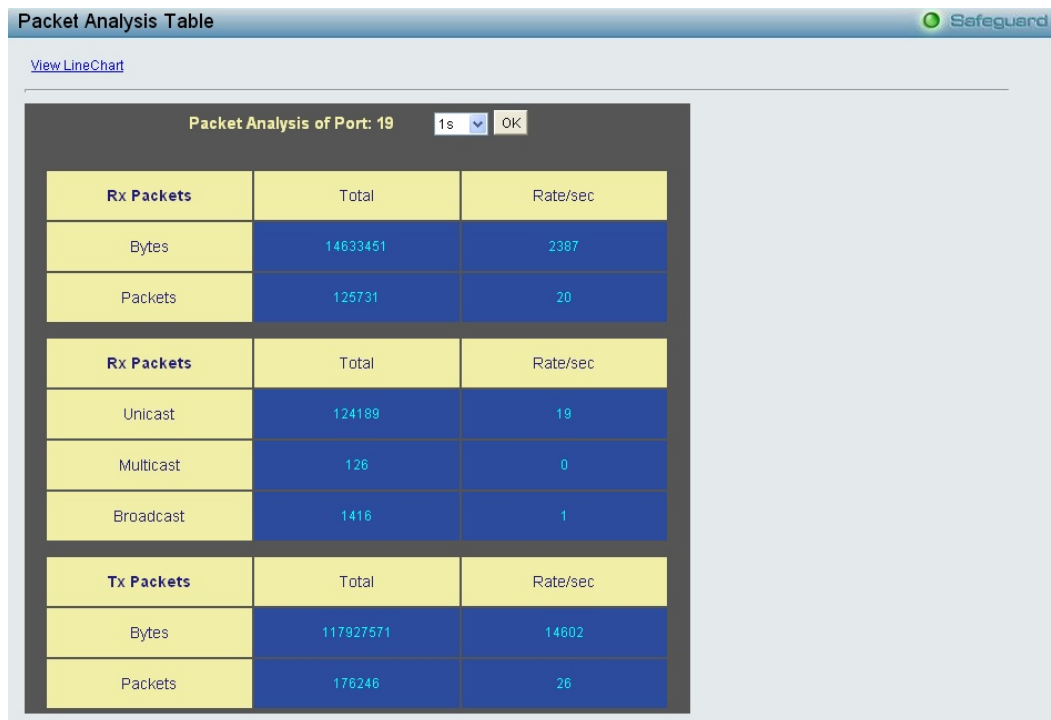 Packet Analysis Table Safeguard
View LineChart
Packet Analysis of Port: 19 1s OK
Rx Packets Total Rate/sec
Bytes 14633451 2387
Packets 125731 20
Rx Packets Total Rate/sec
Unicast 124189 19
Multicast 126 0
Broadcast 1416 1
Tx Packets Total Rate/sec
Bytes 117927571 14602
Packets 176246 26